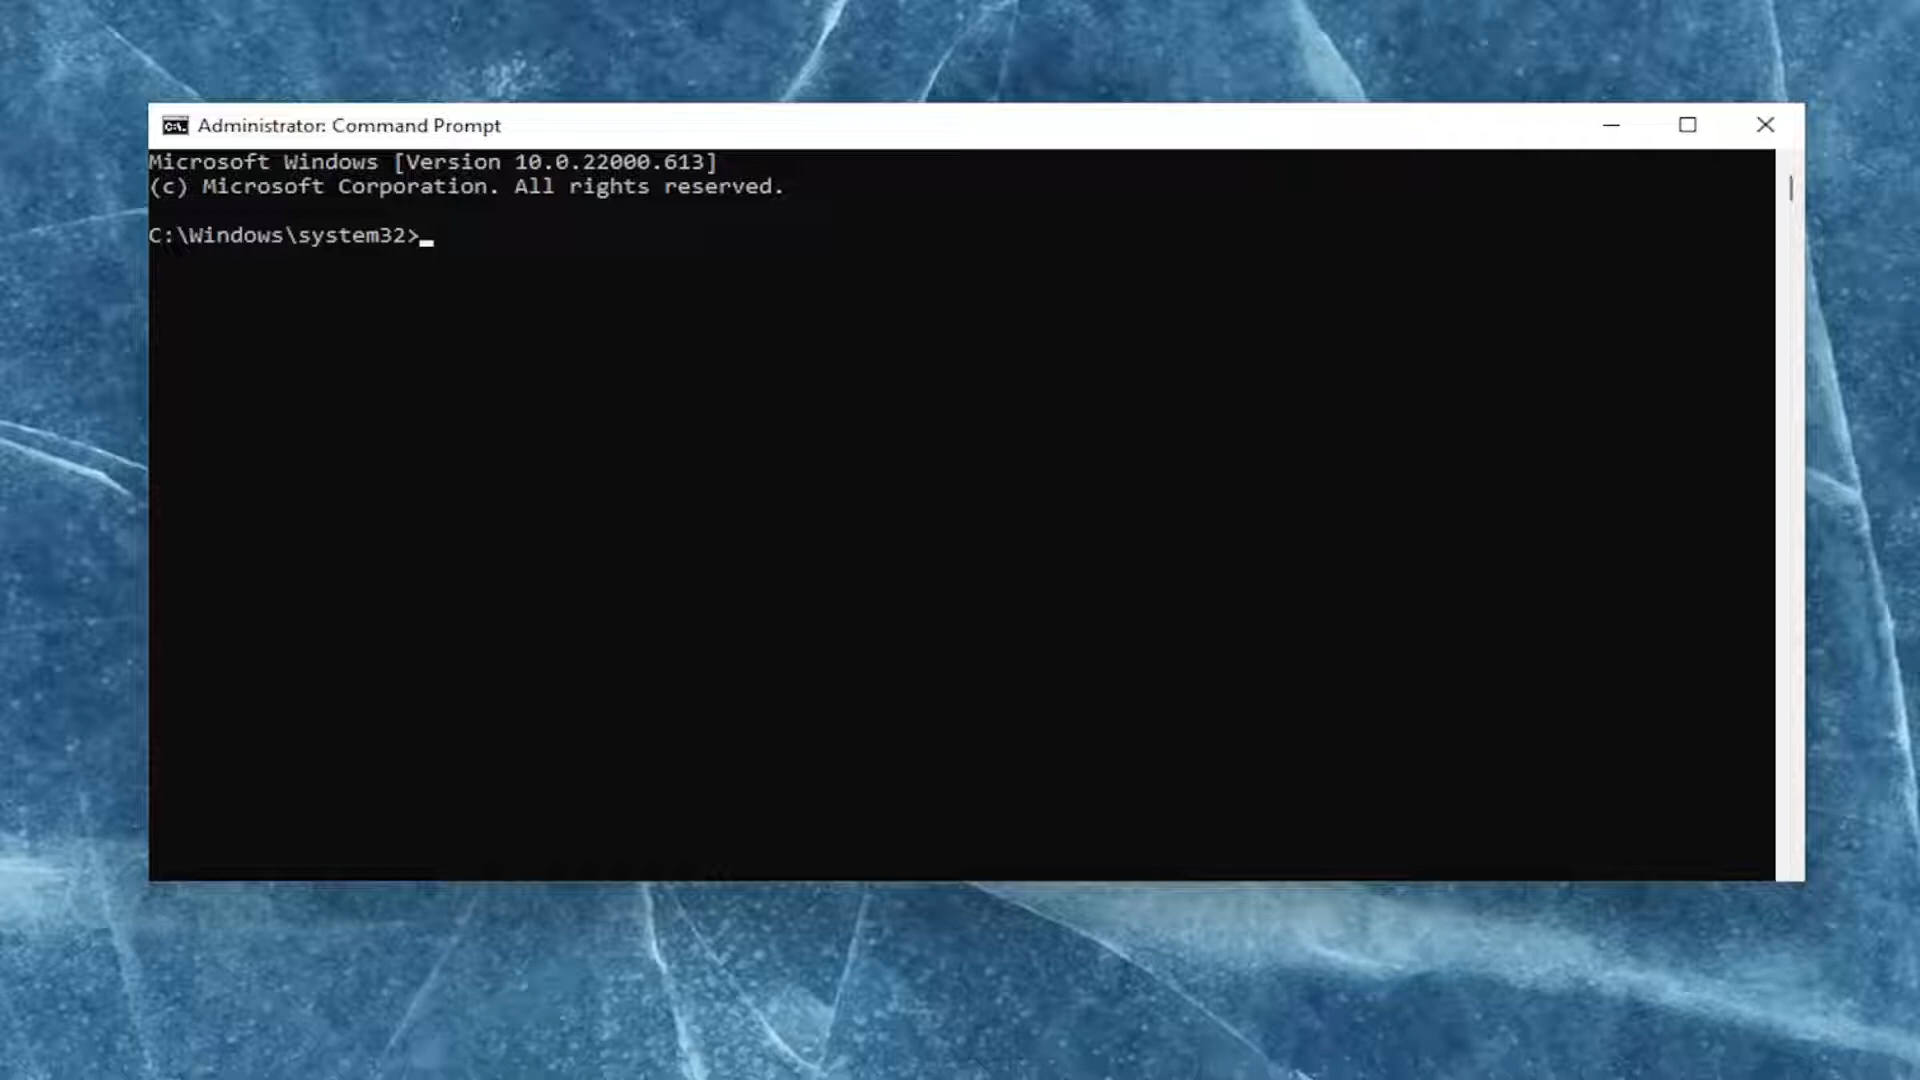 Administrator: Command Prompt
Microsoft Windows [Version 10.0.22000.613]
(c) Microsoft Corporation. All rights reserved.
C:\Windows\system32>